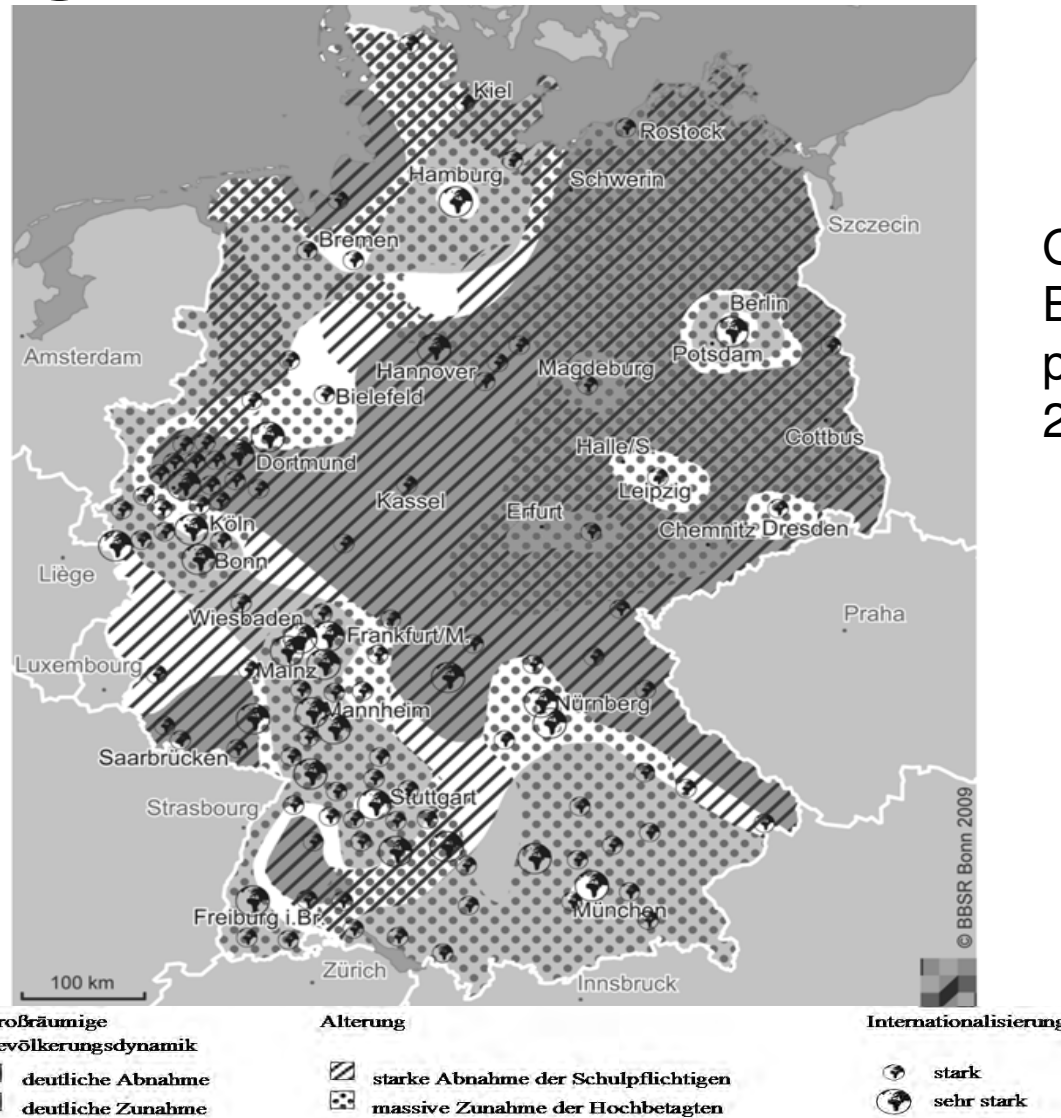 Kiel
Rostock
Hamburg
Schwerin
Szczecin
Bremen
Berlin
Amsterdam
Potsdam
Hannover
Magdeburg
Bielefeld
Cottbus
Dortmund
Halle/S.
Leipzig
Kassel
Erfurt
Köln
Chemnitz
Dresden
Bonn
Liège
Wiesbaden
Praha
Frankfurt/M.
Luxembourg
Mainz
Nürnberg
Mannheim
Saarbrücken
Strasbourg
Stuttgart
München
Freiburg i.Br.
Zürich
Innsbruck
100 km
© BBSR Bonn 2009
Alterung
Internationalisierung
deutliche Abnahme
starke Abnahme der Schulpflichtigen
stark
deutliche Zunahme
massive Zunahme der Hochbetagten
sehr stark